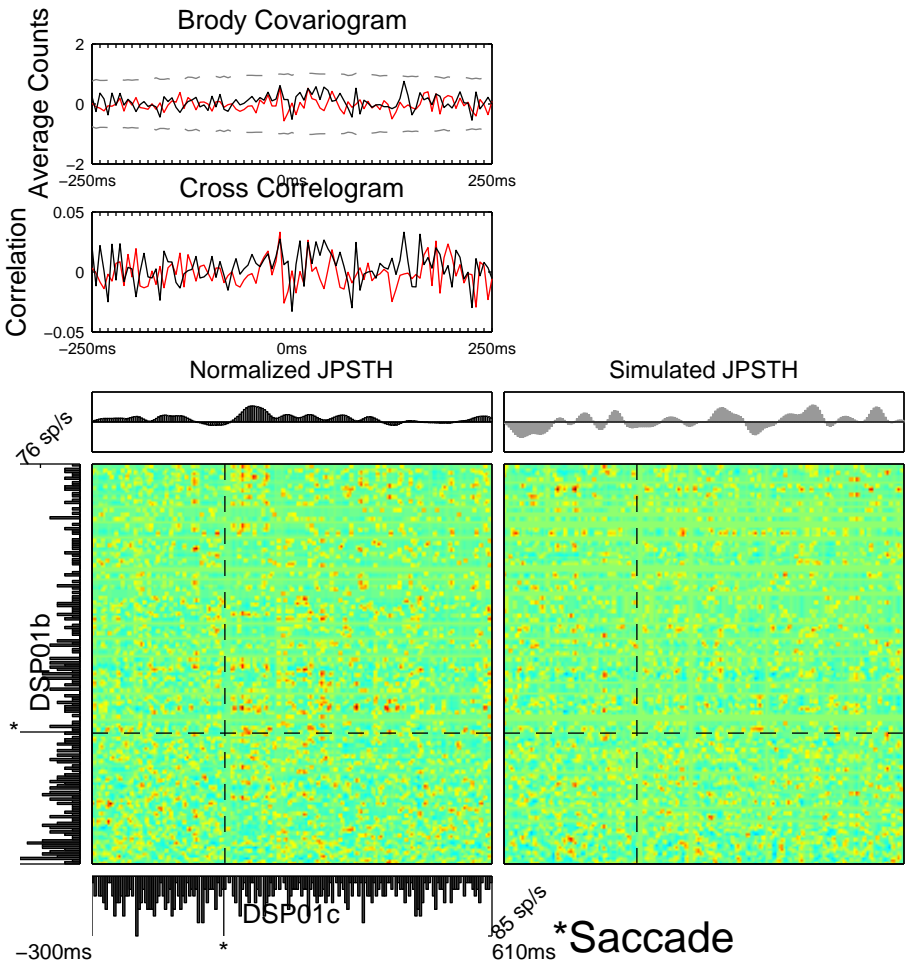 Brody Covariogram
Average Counts
2
0
−2
−250ms
0ms
250ms
Cross Correlogram
Correlation
0.05
0
−0.05
−250ms
0ms
250ms
Normalized JPSTH
Simulated JPSTH
76 sp/s
DSP01b
*
DSP01c
85 sp/s
*
−300ms
610ms
*Saccade